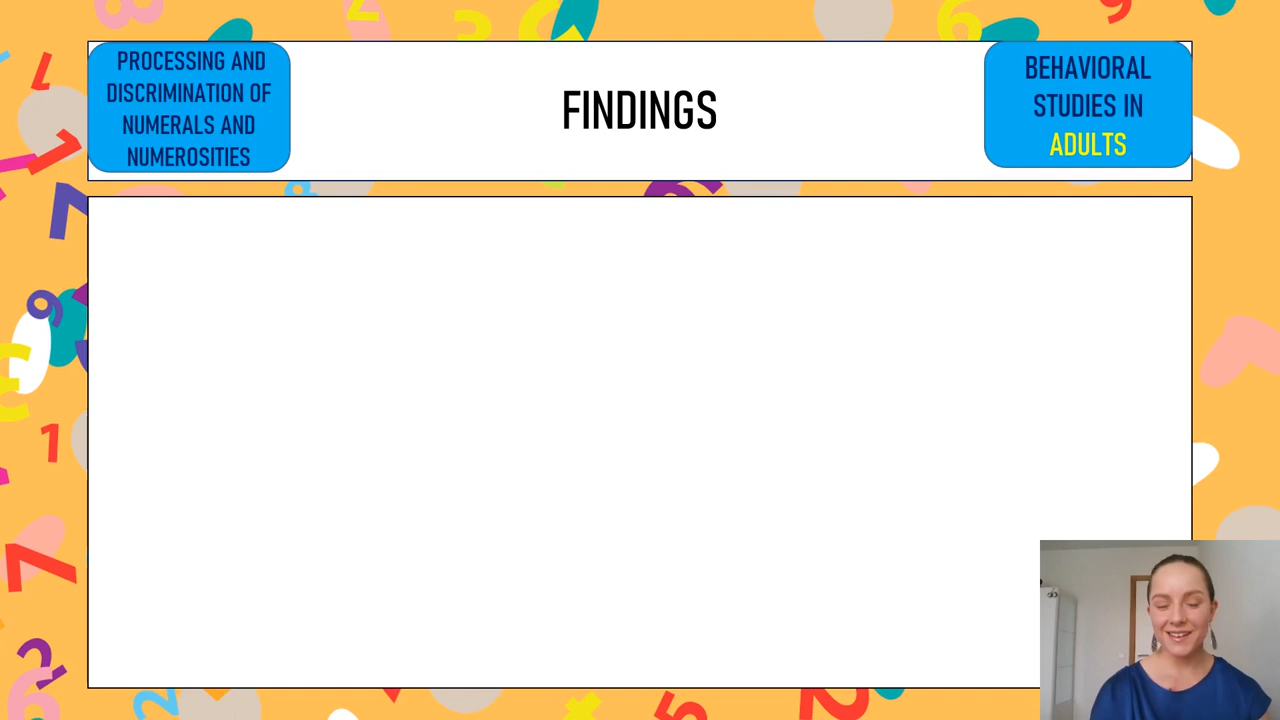 PROCESSING AND
DISCRIMINATION OF
NUMERALS AND
NUMEROSITIES
FINDINGS
BEHAVIORAL
STUDIES IN
ADULTS